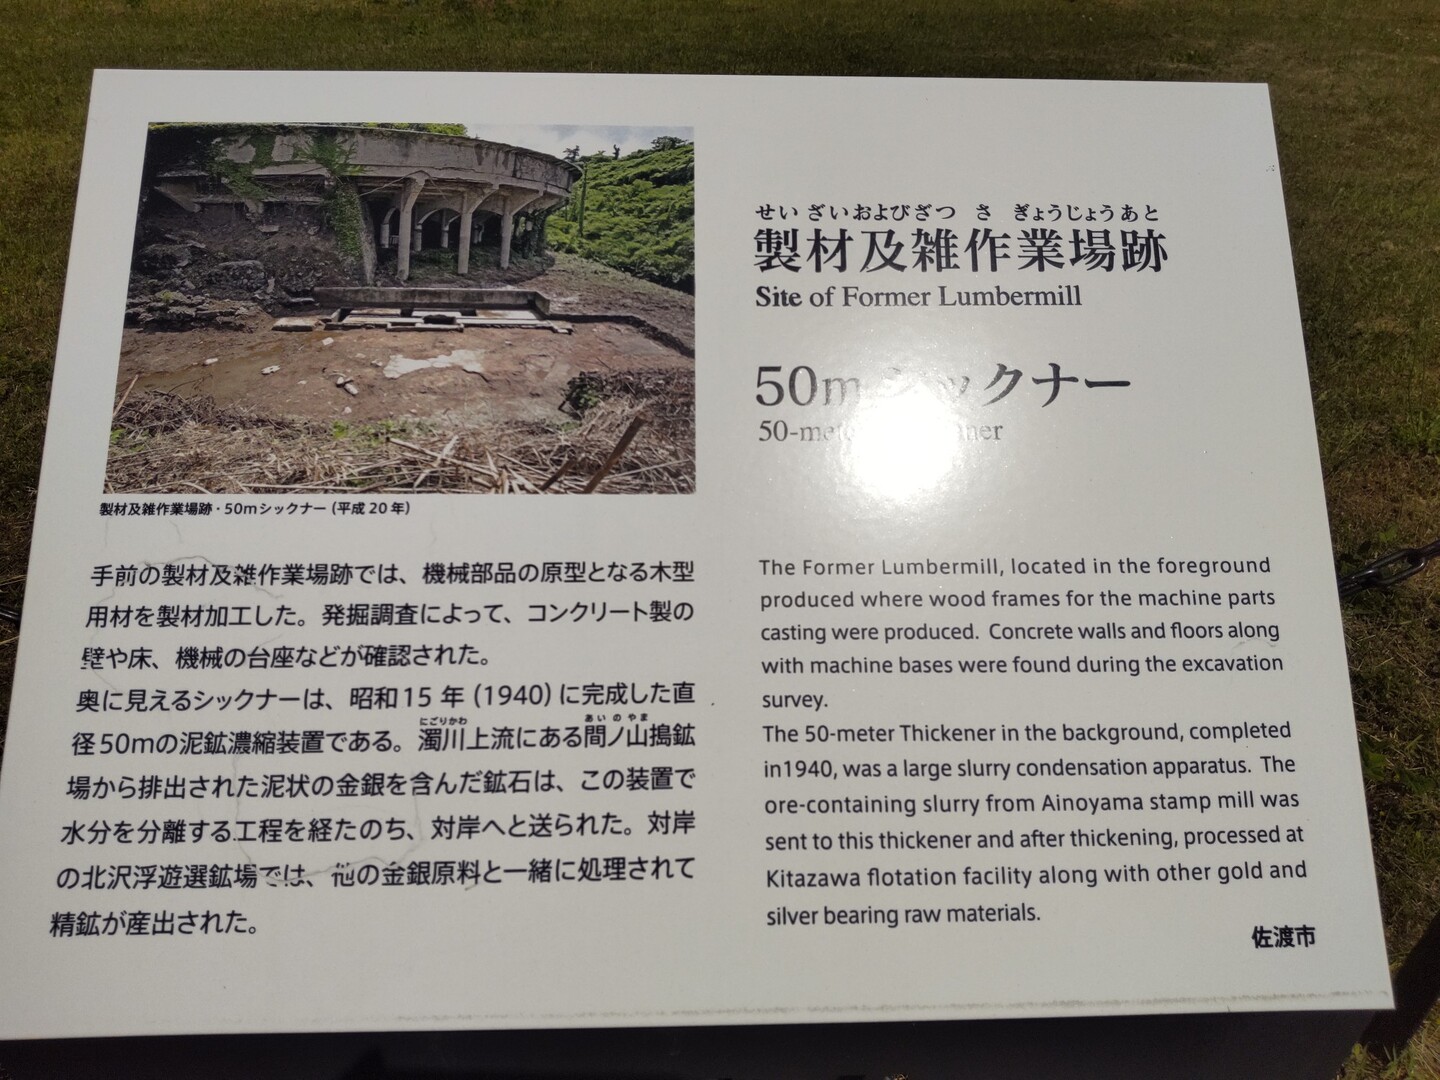 せいざいおよびざつさぎょうじょうあと
製材及雑作業場跡
Site of Former Lumbermill
50m シックナー
製材及雑作業場跡・50mシックナー (平成20年)
手前の製材及雑作業場跡では、機械部品の原型となる木型
用材を製材加工した。発掘調査によって、コンクリート製の
壁や床、機械の台座などが確認された。
奥に見えるシックナーは、昭和15年 (1940) に完成した直
にごりかわ あいのやま
径50mの泥鉱濃縮装置である。濁川上流にある間ノ山搗鉱
場から排出された泥状の金銀を含んだ鉱石は、この装置で
水分を分離する工程を経たのち、対岸へと送られた。対岸
の北沢浮遊選鉱場では、他の金銀原料と一緒に処理されて
精鉱が産出された。
The Former Lumbermill, located in the foreground
produced where wood frames for the machine parts
casting were produced. Concrete walls and floors along
with machine bases were found during the excavation
survey.
The 50-meter Thickener in the background, completed
in1940, was a large slurry condensation apparatus. The
ore-containing slurry from Ainoyama stamp mill was
sent to this thickener and after thickening, processed at
Kitazawa flotation facility along with other gold and
silver bearing raw materials.
佐渡市